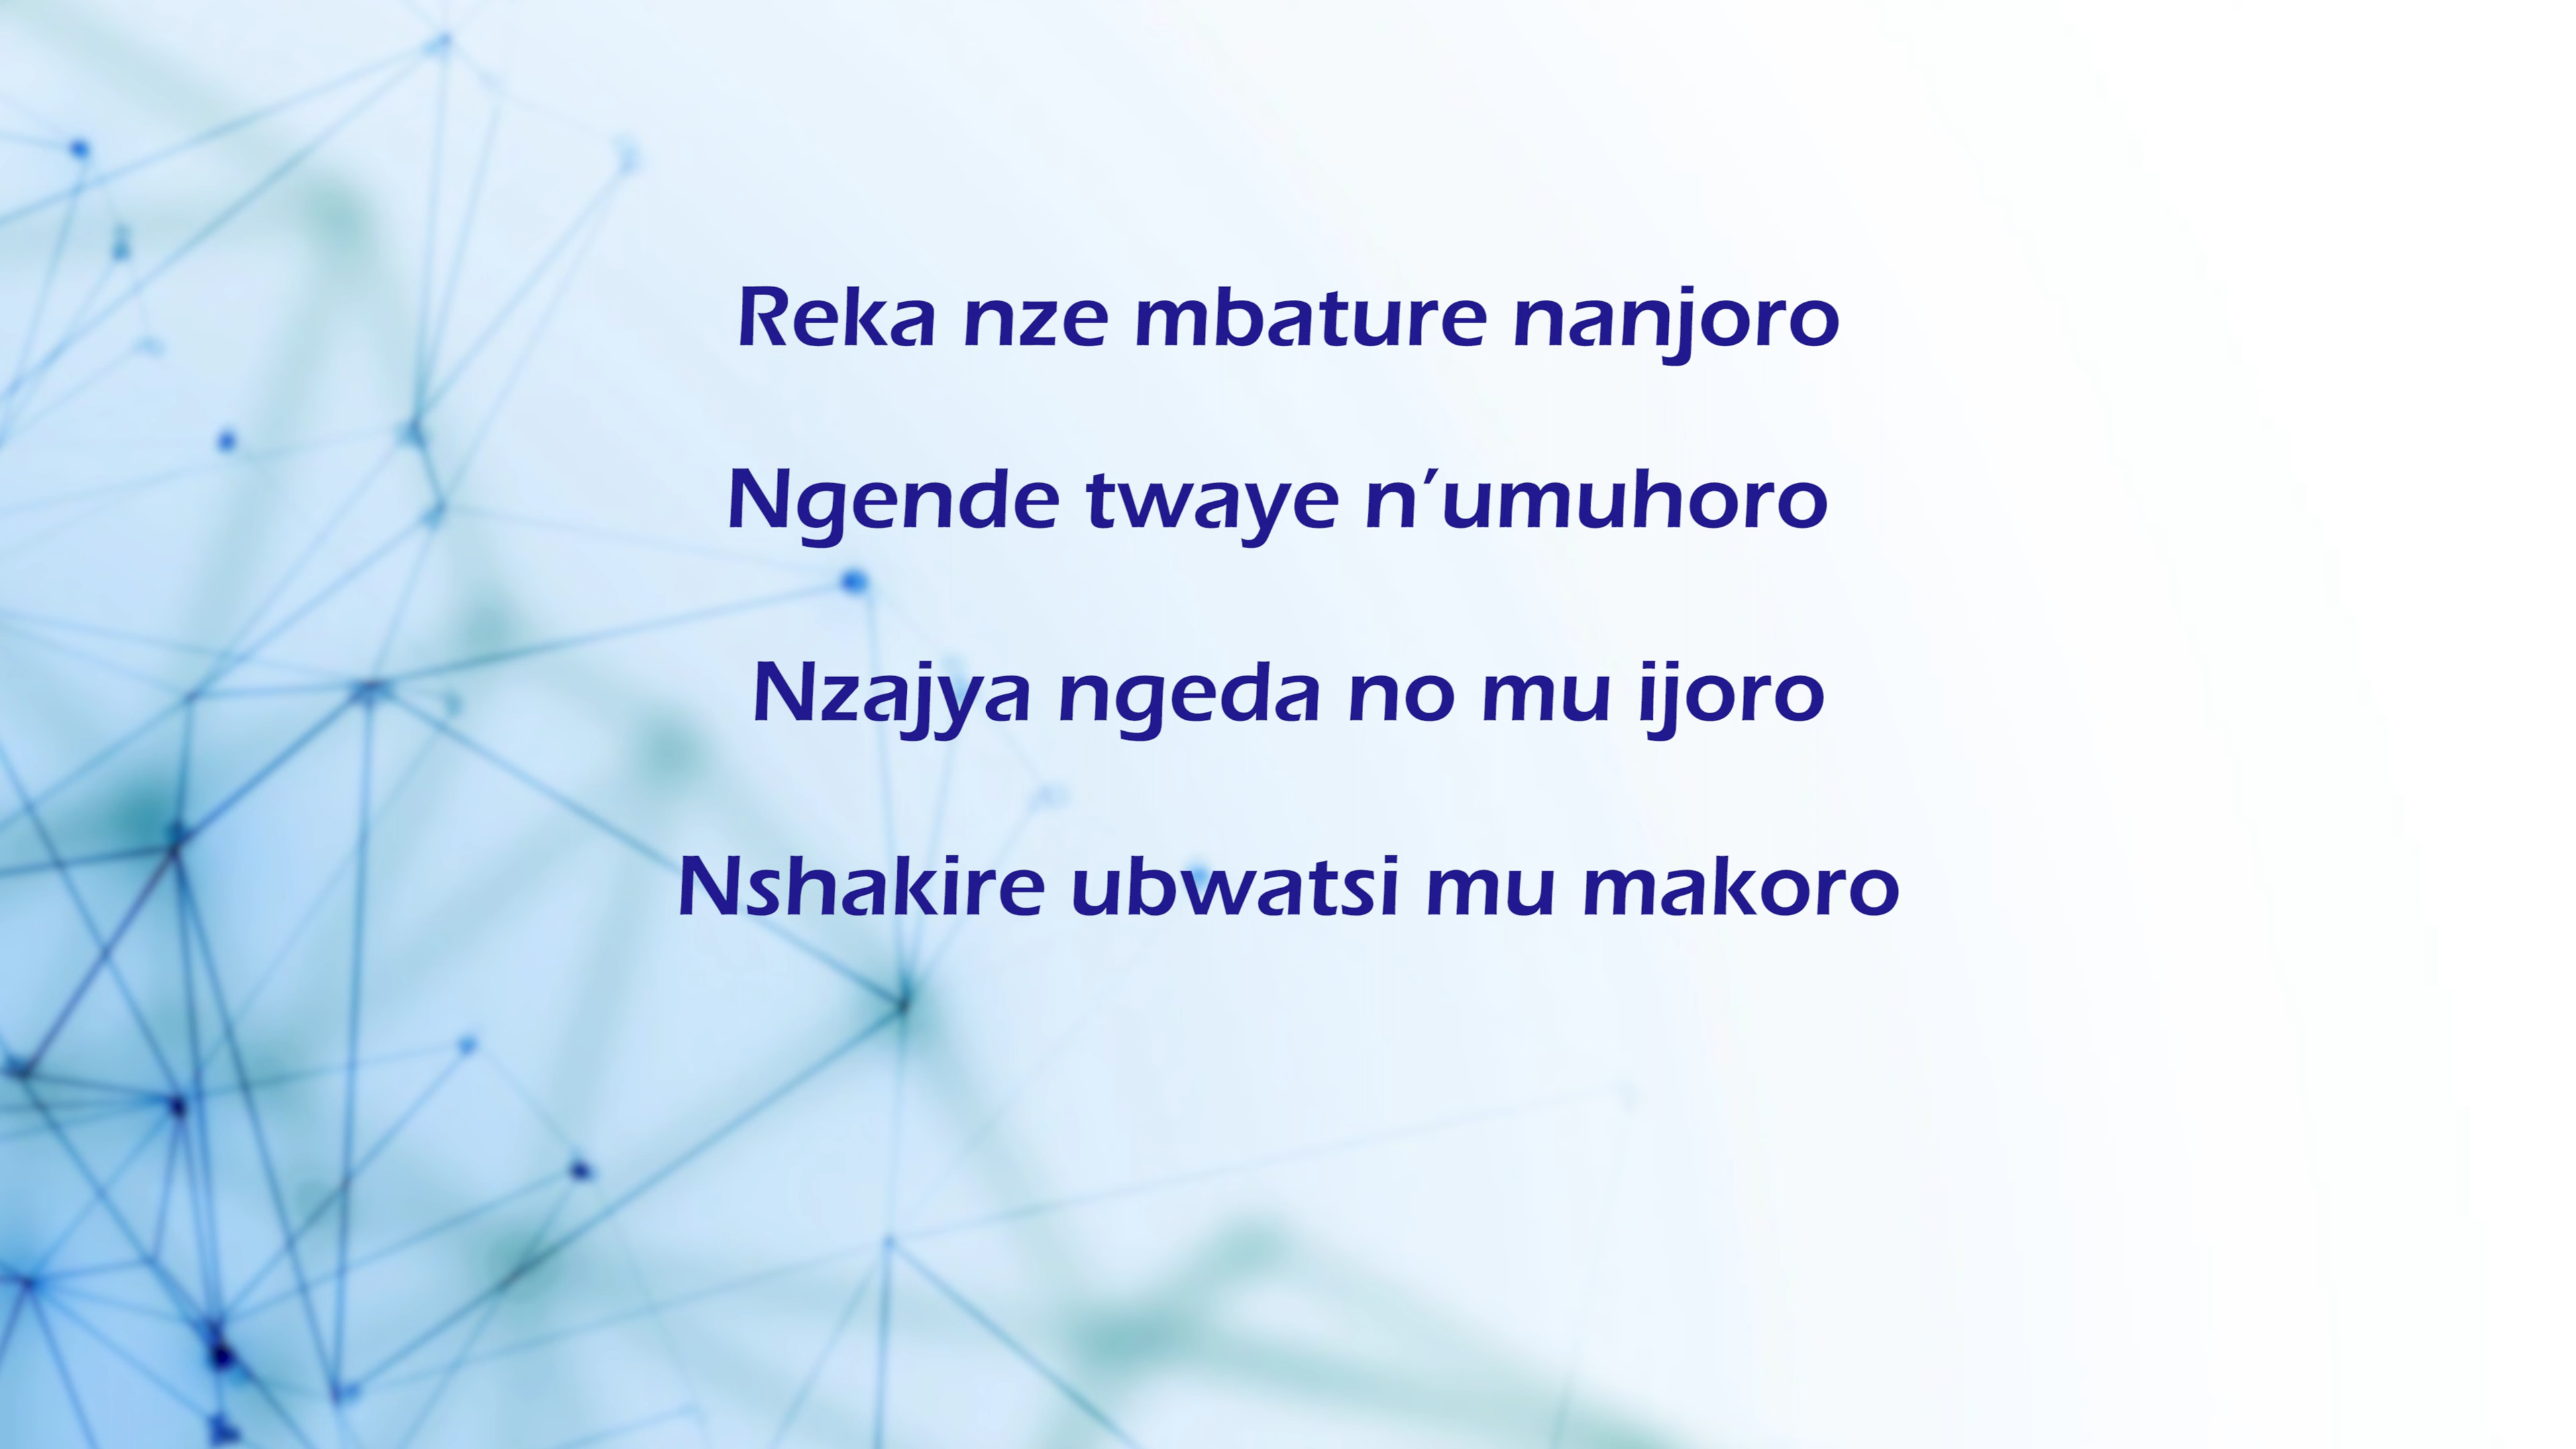 Reka nze mbature nanjoro
Ngende twaye n’umuhoro
Nzajya ngeda no mu ijoro
Nshakire ubwatsi mu makoro